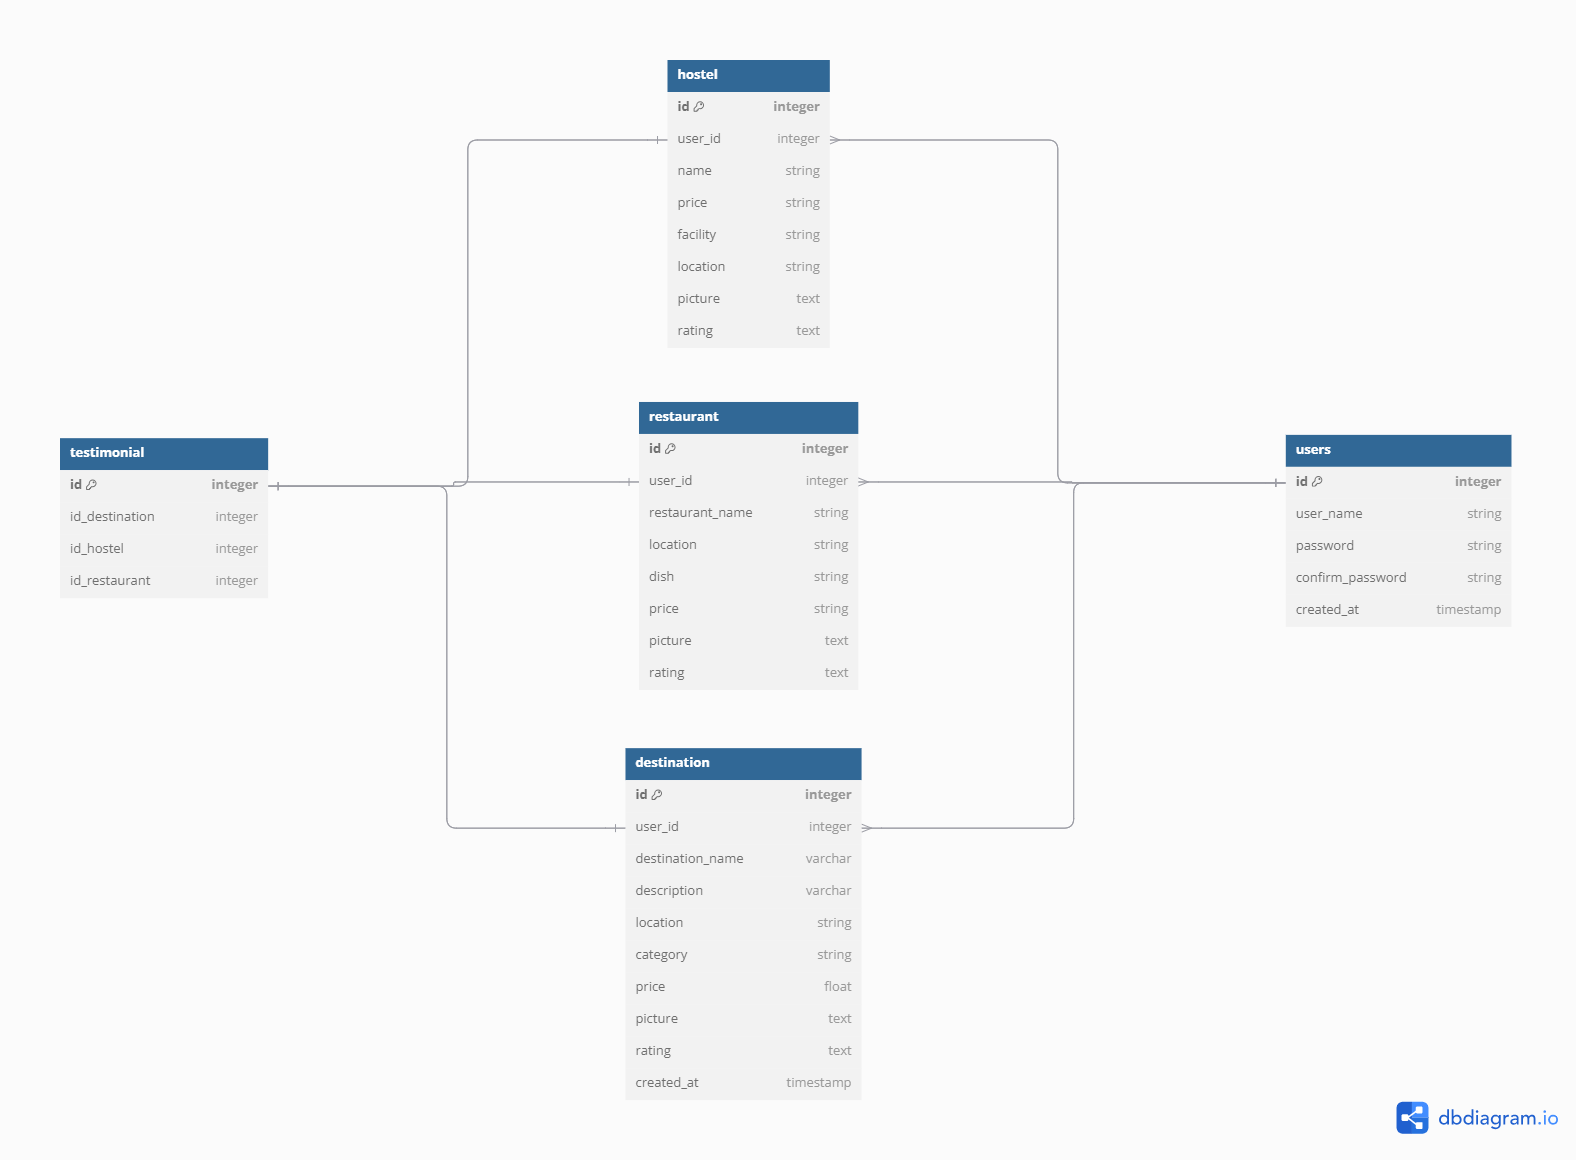 hostel
id integer
user_id integer
name string
price string
facility string
location string
picture text
rating text
restaurant
id integer
user_id integer
restaurant_name string
location string
dish string
price string
picture text
rating text
testimonial
id integer
id_destination integer
id_hostel integer
id_restaurant integer
users
id integer
user_name string
password string
confirm_password string
created_at timestamp
destination
id integer
user_id integer
destination_name varchar
description varchar
location string
category string
price float
picture text
rating text
created_at timestamp
dbdiagram.io